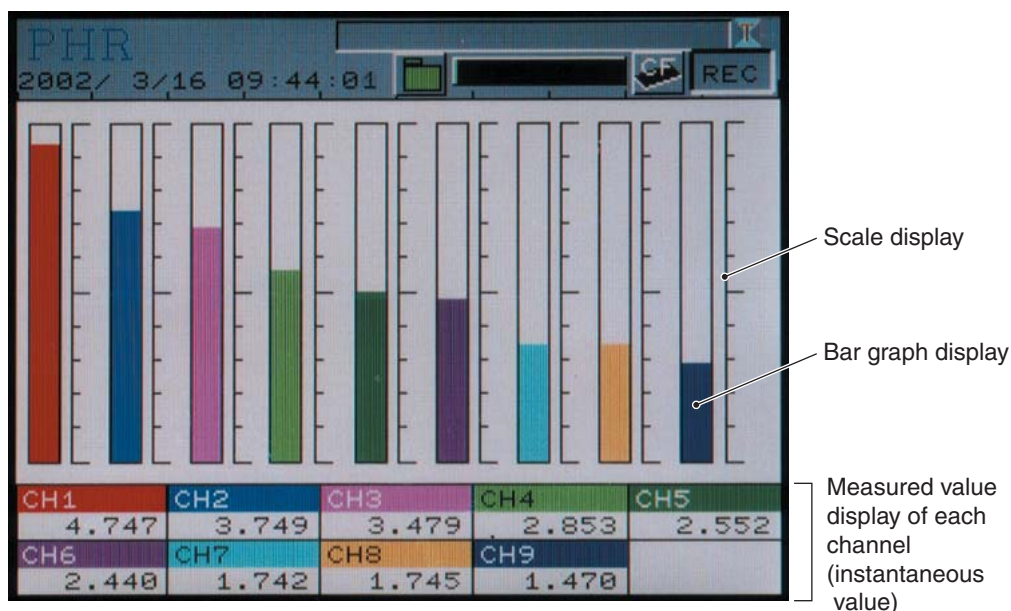 PHR
T
2002/ 3/16 09:44:01
CF
REC
Scale display
Bar graph display
CH1
CH2
CH3
CH4
CH5
4.747
3.749
3.479
2.853
2.552
CH6
CH7
CH8
CH9
2.440
1.742
1.745
1.470
Measured value
display of each
channel
(instantaneous
value)